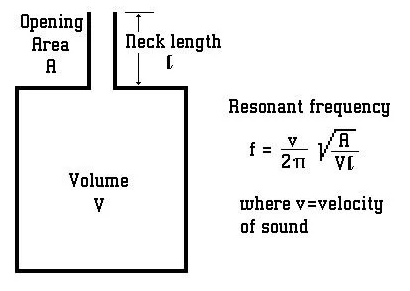 Opening
Area
A
Neck length
l
Volume
V
Resonant frequency
f = v/2π √A/Vl
where v=velocity
of sound